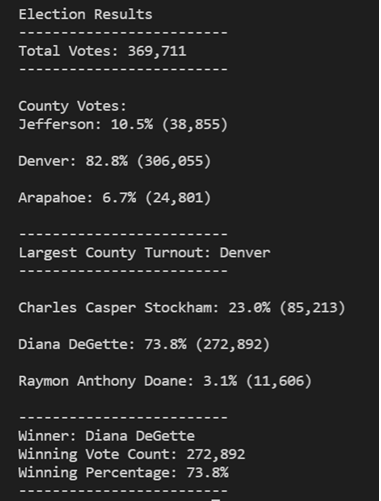 Election Results
-------------------------
Total Votes: 369,711
-------------------------
County Votes:
Jefferson: 10.5% (38,855)
Denver: 82.8% (306,055)
Arapahoe: 6.7% (24,801)
-------------------------
Largest County Turnout: Denver
-------------------------
Charles Casper Stockham: 23.0% (85,213)
Diana DeGette: 73.8% (272,892)
Raymon Anthony Doane: 3.1% (11,606)
-------------------------
Winner: Diana DeGette
Winning Vote Count: 272,892
Winning Percentage: 73.8%
-------------------------